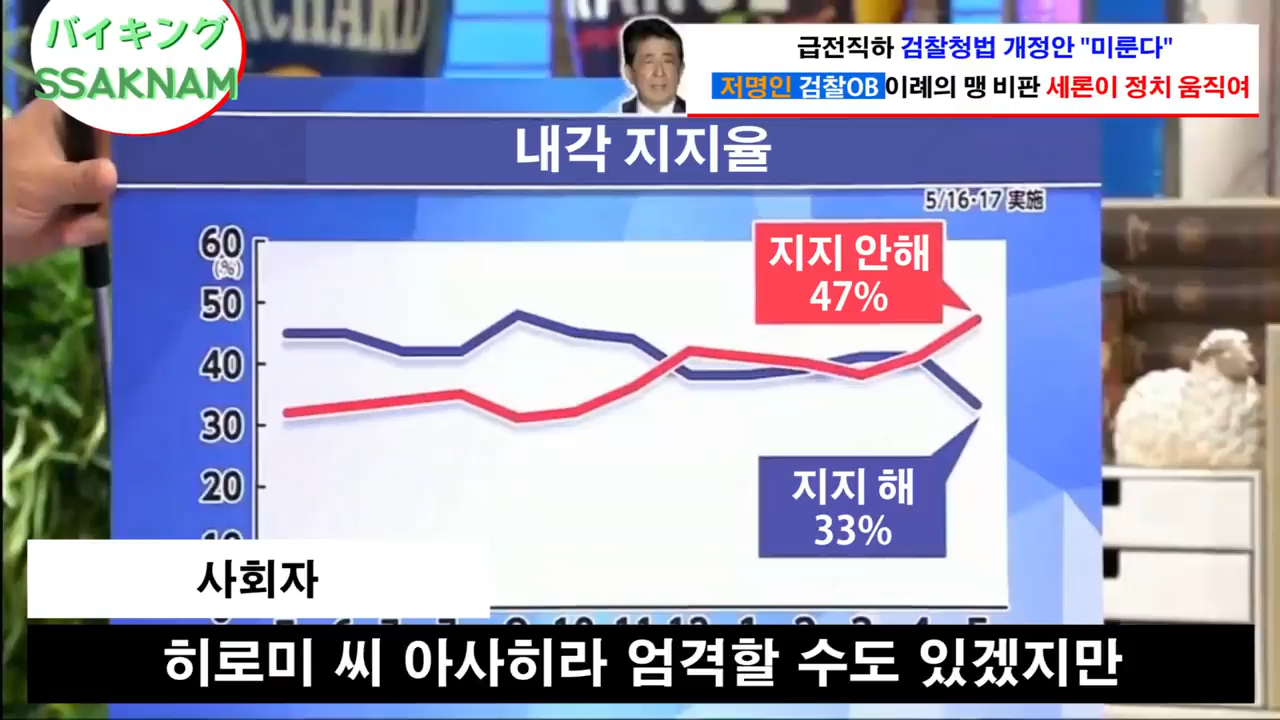 バイキング
SSAKNAM
급전직하 검찰청법 개정안 "미룬다"
저명인 검찰OB 이례의 맹 비판 세론이 정치 움직여
내각 지지율
5/16·17 実施
60
(%)
50
40
30
20
10
지지 안해
47%
지지 해
33%
사회자
히로미 씨 아사히라 엄격할 수도 있겠지만